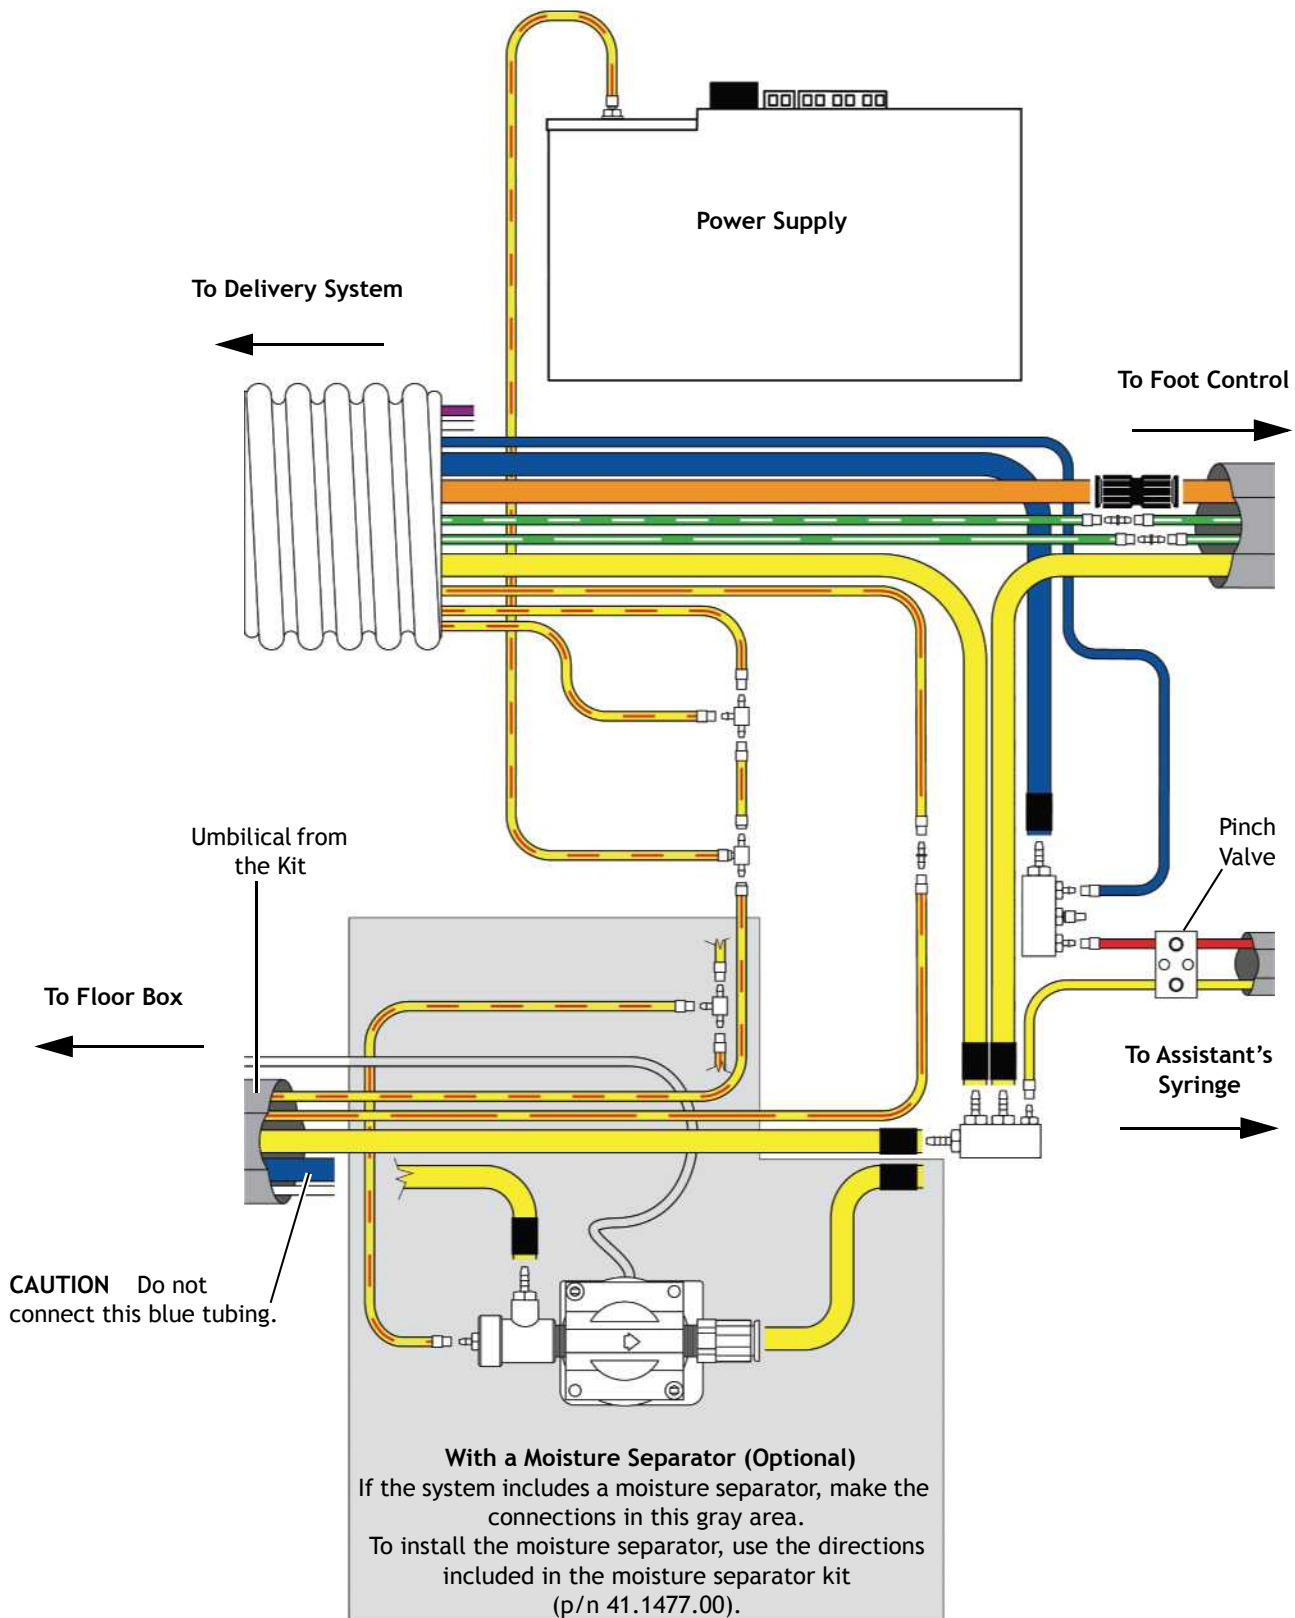 Power Supply
To Delivery System
To Foot Control
Umbilical from
the Kit
Pinch
Valve
To Floor Box
To Assistant's
Syringe
CAUTION Do not
connect this blue tubing.
With a Moisture Separator (Optional)
If the system includes a moisture separator, make the
connections in this gray area.
To install the moisture separator, use the directions
included in the moisture separator kit
(p/n 41.1477.00).